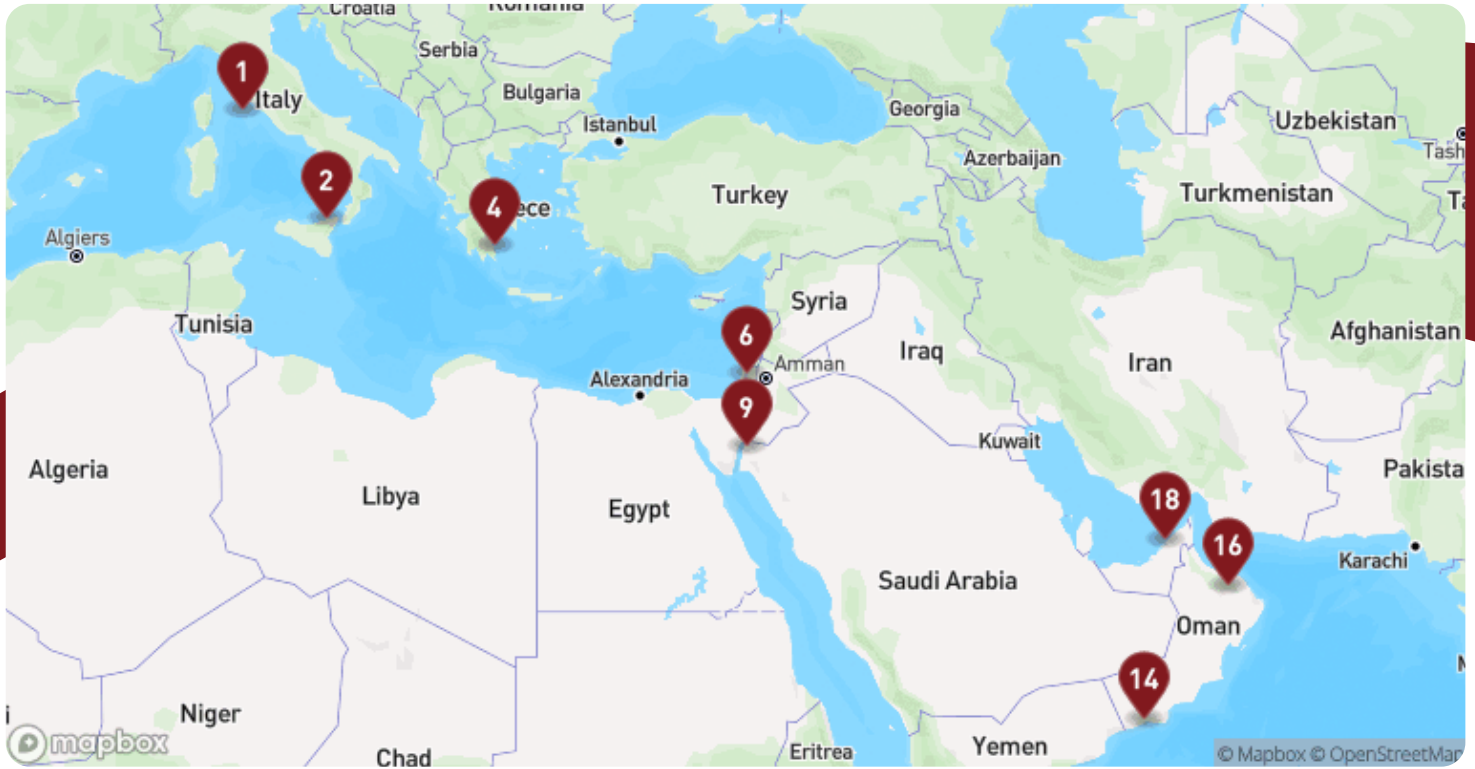 Croatia
Romania
Serbia
1
Italy
Bulgaria
Georgia
Istanbul
Uzbekistan
Tash
Azerbaijan
2
Turkey
Turkmenistan
Ta
4
ece
Algiers
Syria
Tunisia
Afghanistan
6
Iraq
Iran
Amman
Alexandria
9
Kuwait
Algeria
Pakista
Libya
18
Egypt
16
Karachi
Saudi Arabia
Oman
14
i
Niger
mapbox
Yemen
Eritrea
Chad
© Mapbox © OpenStreetMap